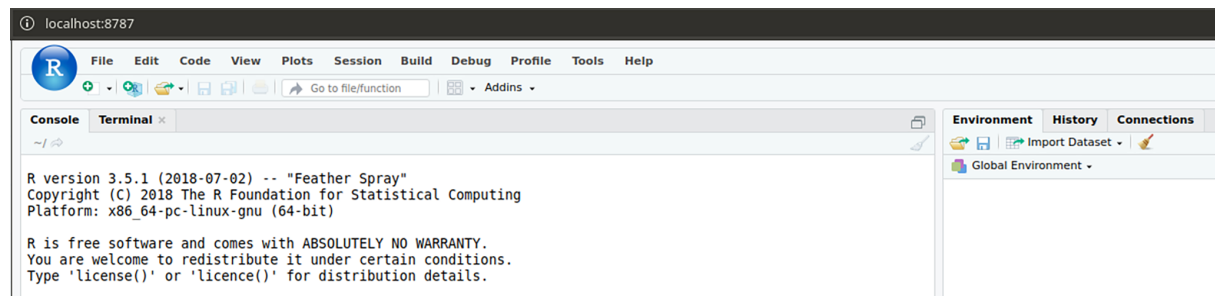 localhost:8787
R File Edit Code View Plots Session Build Debug Profile Tools Help
R Go to file/function Addins
Console Terminal
Environment History Connections
~/
Import Dataset
Global Environment
R version 3.5.1 (2018-07-02) -- "Feather Spray"
Copyright (C) 2018 The R Foundation for Statistical Computing
Platform: x86_64-pc-linux-gnu (64-bit)
R is free software and comes with ABSOLUTELY NO WARRANTY.
You are welcome to redistribute it under certain conditions.
Type 'license()' or 'licence()' for distribution details.